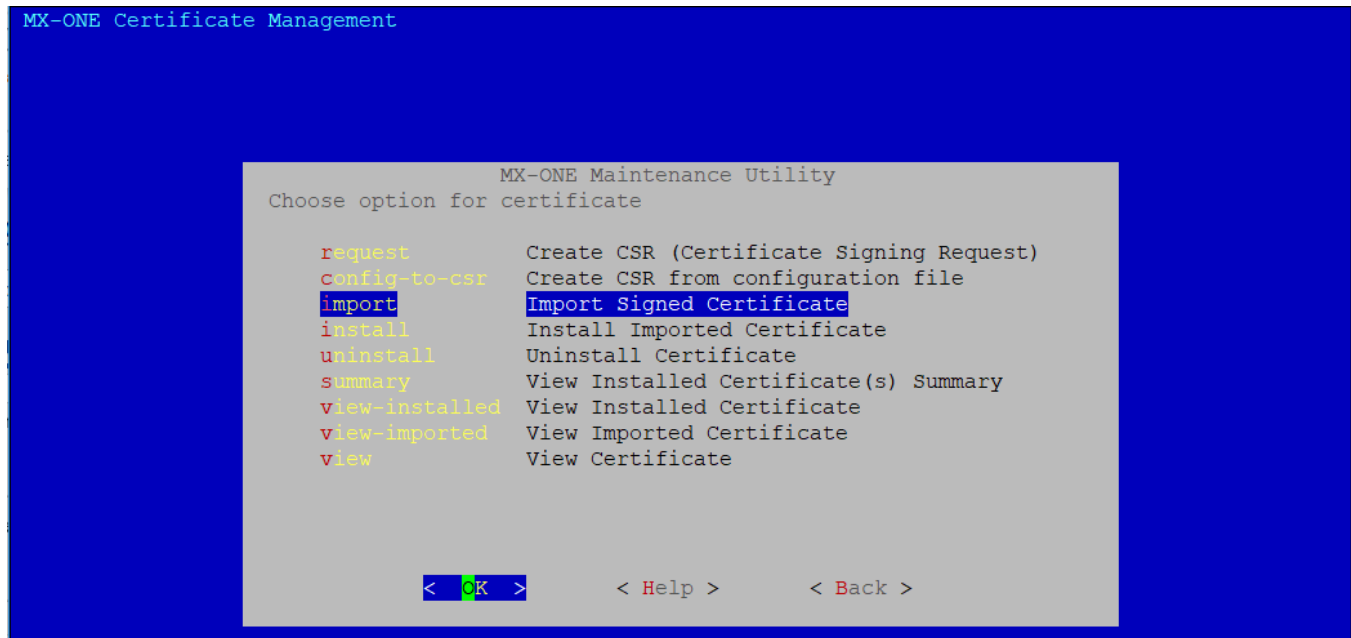 MX-ONE Certificate Management
MX-ONE Maintenance Utility
Choose option for certificate
request Create CSR (Certificate Signing Request)
config-to-csr Create CSR from configuration file
import Import Signed Certificate
install Install Imported Certificate
uninstall Uninstall Certificate
summary View Installed Certificate(s) Summary
view-installed View Installed Certificate
view-imported View Imported Certificate
view View Certificate
< OK > < Help > < Back >